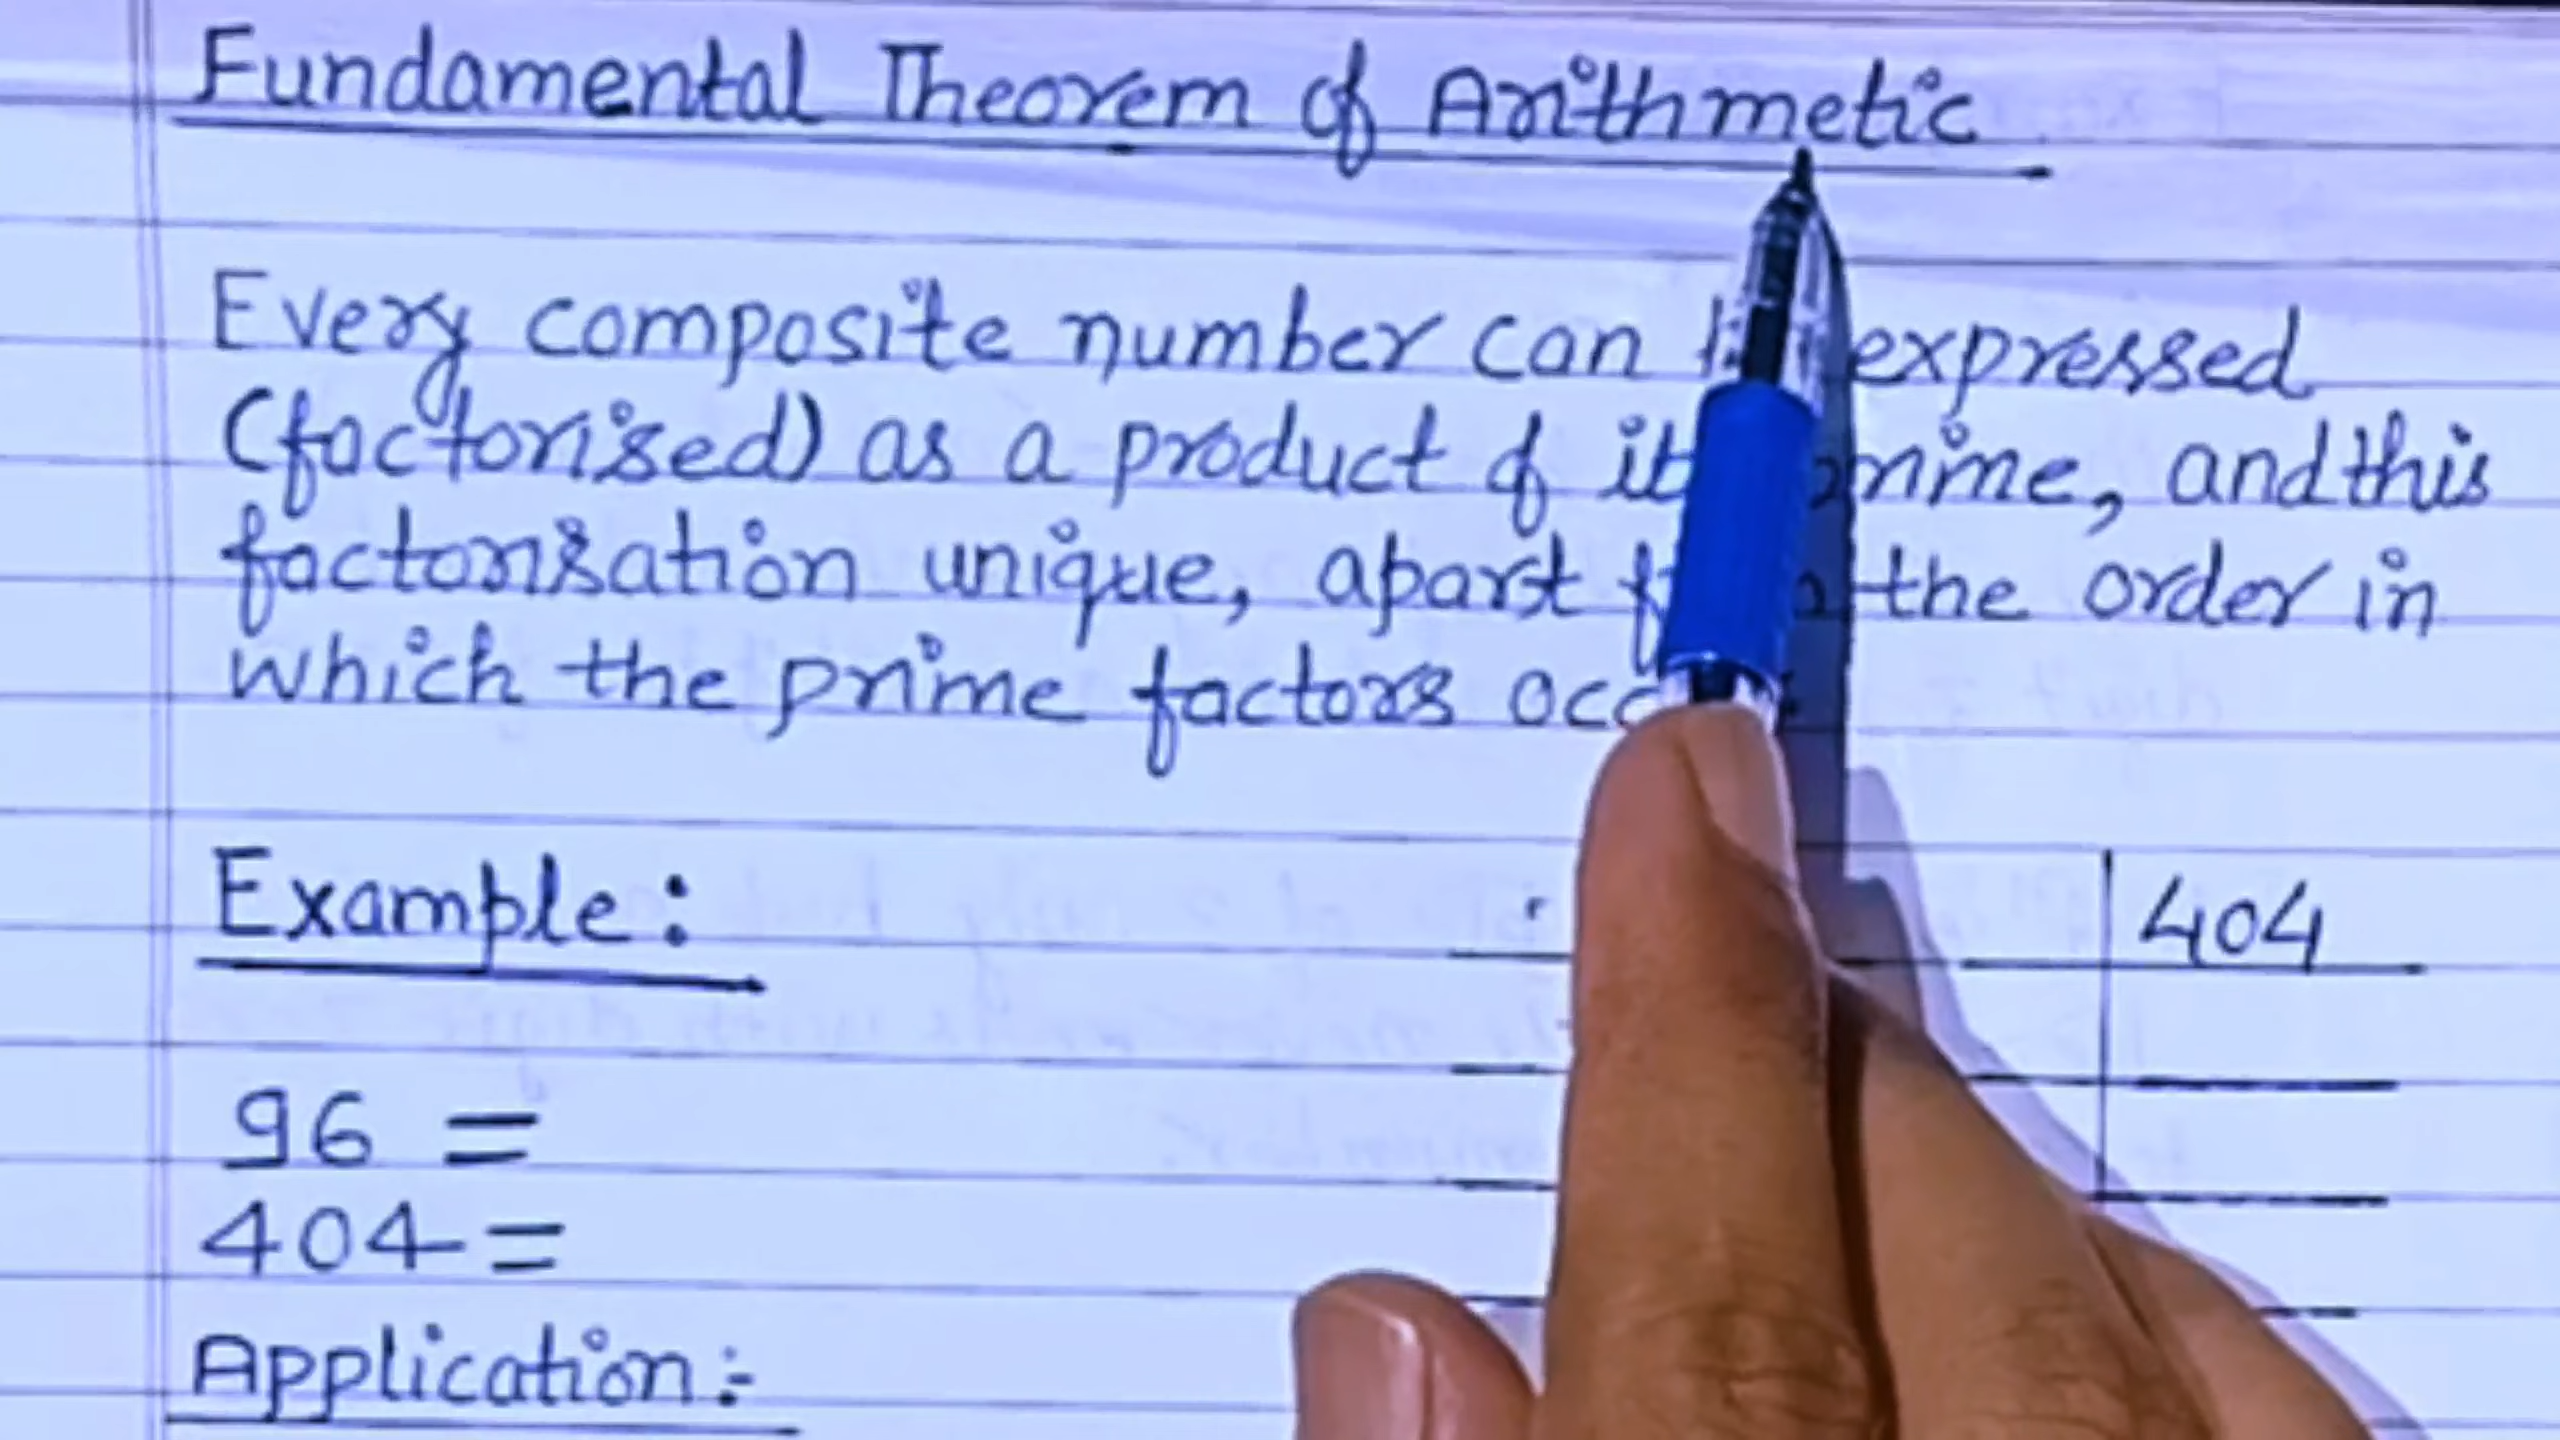 Fundamental Theorem of Arithmetic
Every composite number can expressed
(factorised) as a product of prime, and this
factorisation unique, apart the order in
which the prime factors
Example:
404
96 =
404 =
Application:-